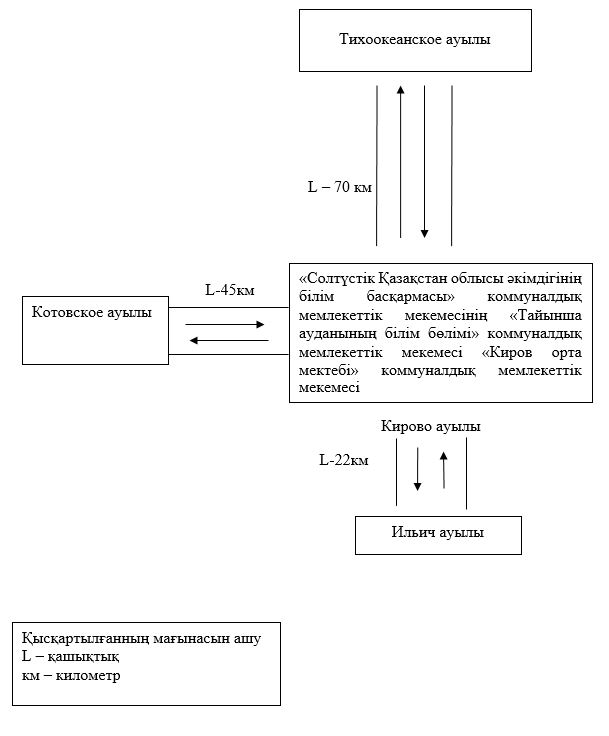 Тихоокеанское ауылы
L – 70 км
L-45км
Котовское ауылы
«Солтүстік Қазақстан облысы әкімдігінің
білім басқармасы» коммуналдық
мемлекеттік мекемесінің «Тайынша
ауданының білім бөлімі» коммуналдық
мемлекеттік мекемесі «Киров орта
мектебі» коммуналдық мемлекеттік
мекемесі
Кирово ауылы
L-22км
Ильич ауылы
Қысқартылғанның мағынасын ашу
L – қашықтық
км – километр